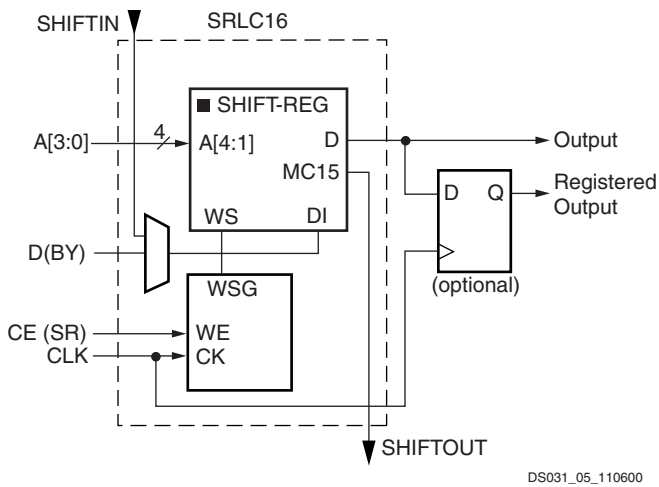 SHIFTIN
SRLC16
SHIFT-REG
A[3:0]
4
A[4:1]
D
Output
MC15
D
Q
Registered
Output
WS
DI
D(BY)
WSG
(optional)
CE (SR)
WE
CLK
CK
SHIFTOUT
DS031_05_110600